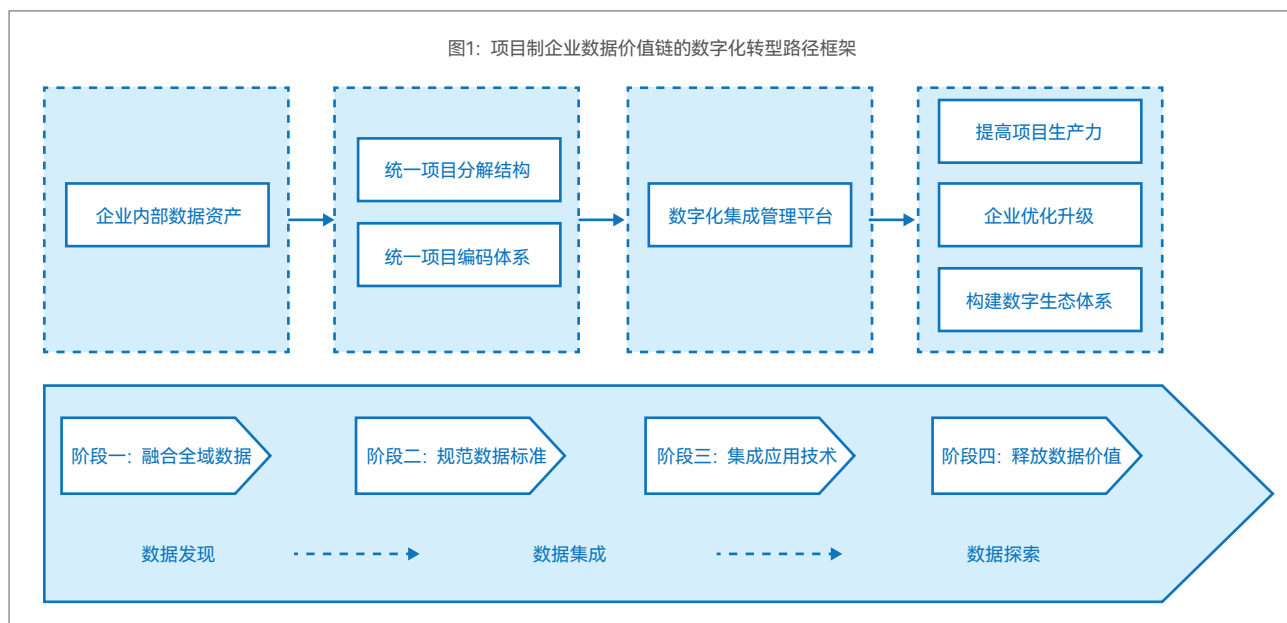 图1：项目制企业数据价值链的数字化转型路径框架
企业内部数据资产
统一项目分解结构
统一项目编码体系
数字化集成管理平台
提高项目生产力
企业优化升级
构建数字生态体系
阶段一：融合全域数据
阶段二：规范数据标准
阶段三：集成应用技术
阶段四：释放数据价值
数据发现
数据集成
数据探索